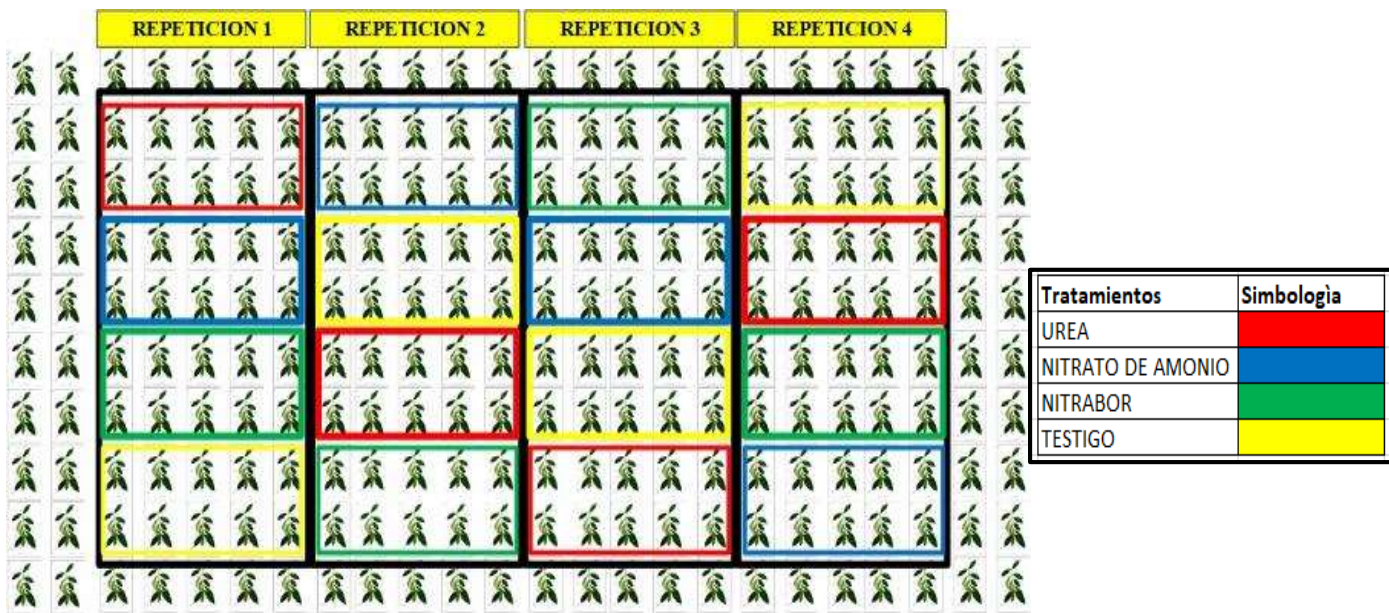 REPETICION 1 REPETICION 2 REPETICION 3 REPETICION 4
Tratamientos Simbologìa
UREA
NITRATO DE AMONIO
NITRABOR
TESTIGO